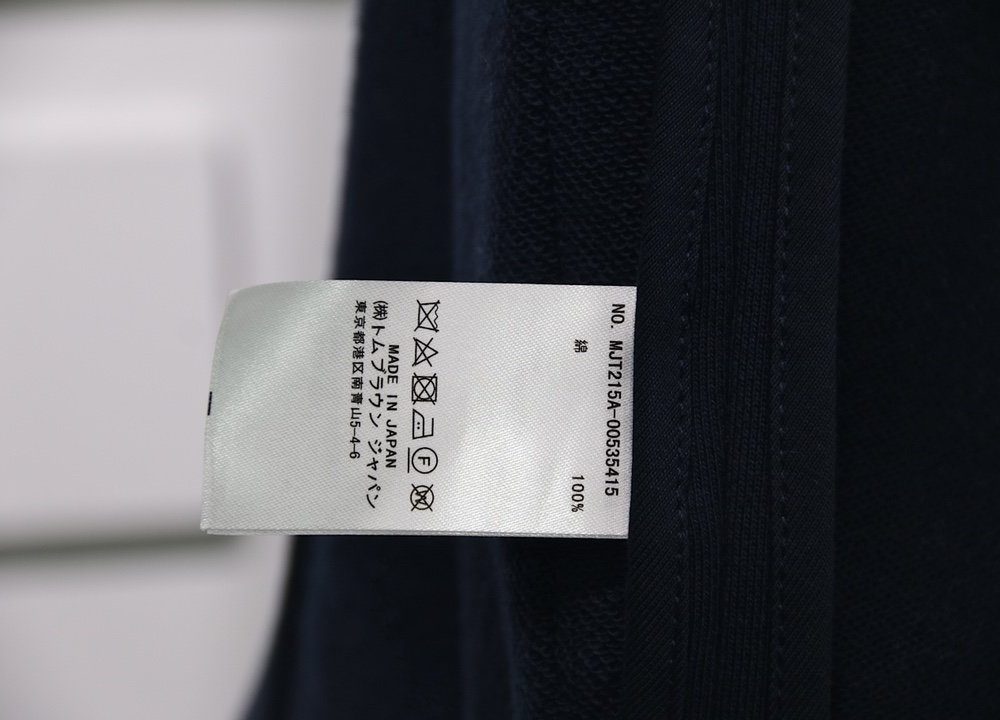 NO. MJT215A-00535415
綿 100%
F
W
MADE IN JAPAN
(株)トムブラウン ジャパン
東京都港区南青山5-4-6